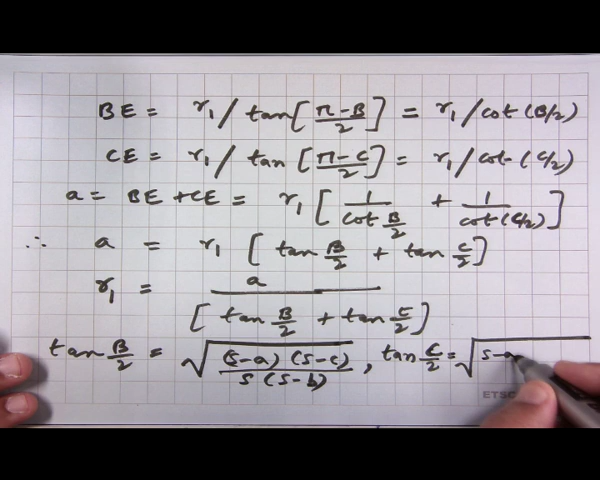 BE = r₁ / tan[(π-B)/2] = r₁ / cot(B/2)
CE = r₁ / tan[(π-C)/2] = r₁ / cot(C/2)
a = BE + CE = r₁ [1/cot(B/2) + 1/cot(C/2)]
∴ a = r₁ [tan B/2 + tan C/2]
r₁ = a / [tan B/2 + tan C/2]
tan B/2 = √((s-a)(s-c) / s(s-b)), tan C/2 = √(s-a
ETSC